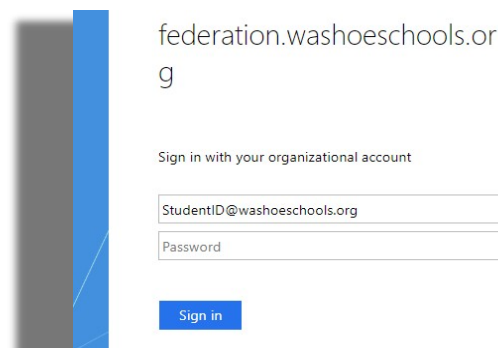 federation.washoeschools.or
g
Sign in with your organizational account
StudentID@washoeschools.org
Password
Sign in